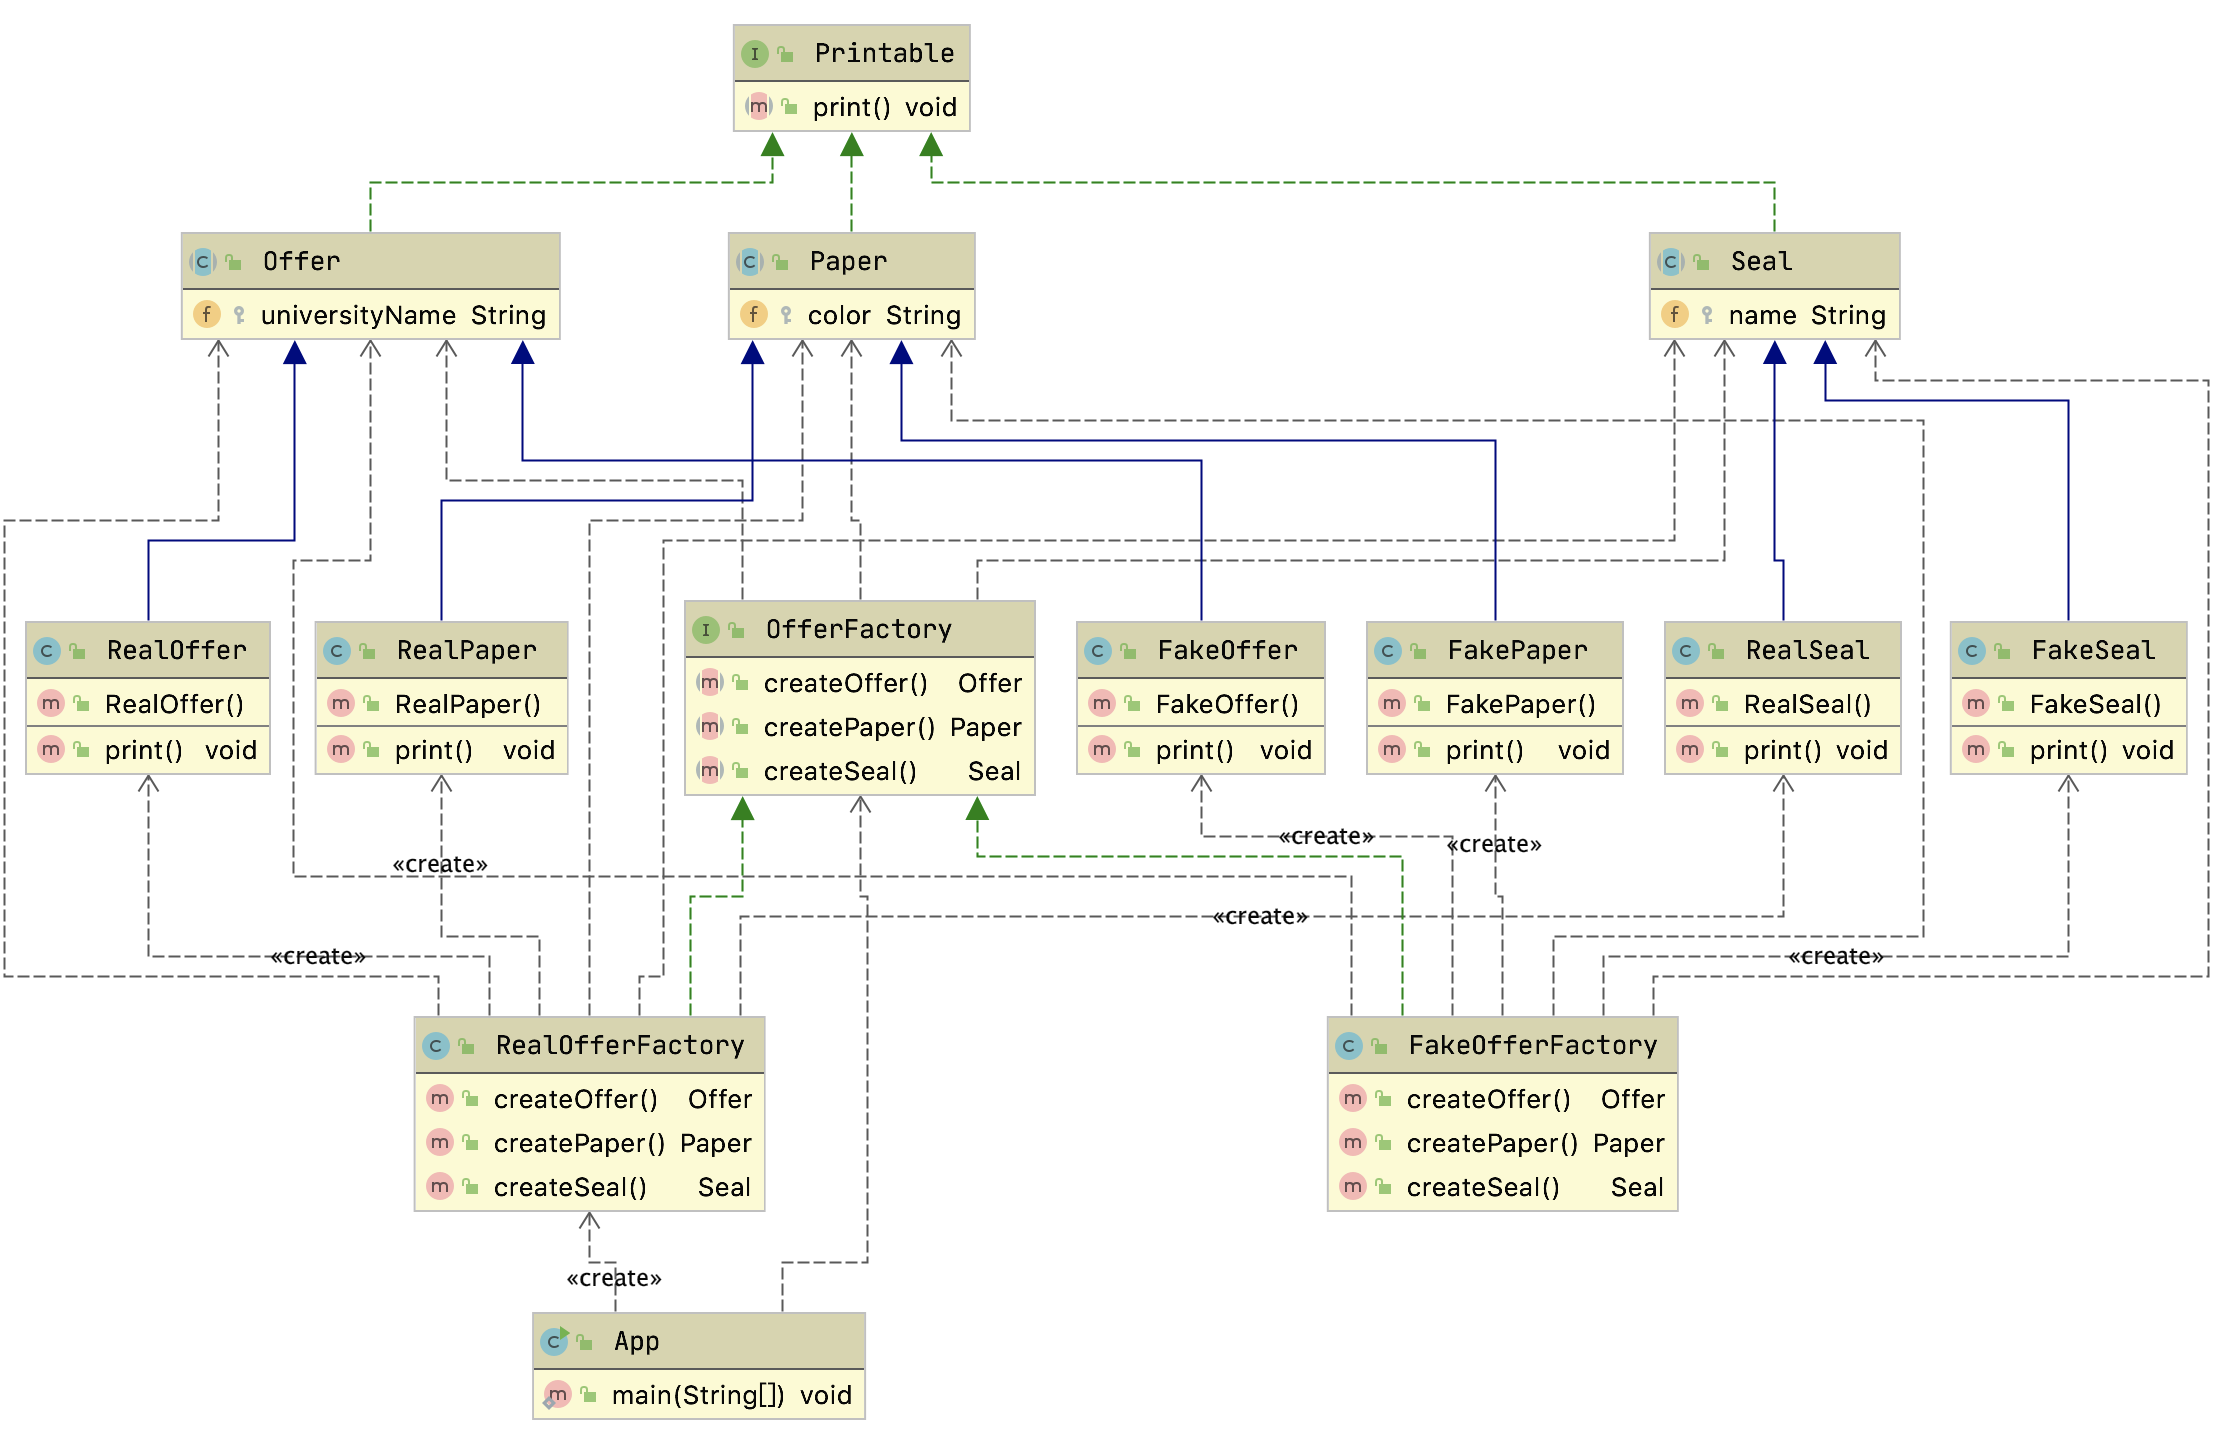 Printable
print() void
Offer
universityName String
Paper
color String
Seal
name String
RealOffer
RealOffer()
print() void
RealPaper
RealPaper()
print() void
OfferFactory
createOffer() Offer
createPaper() Paper
createSeal() Seal
FakeOffer
FakeOffer()
print() void
FakePaper
FakePaper()
print() void
RealSeal
RealSeal()
print() void
FakeSeal
FakeSeal()
print() void
«create»
«create»
«create»
«create»
«create»
«create»
RealOfferFactory
createOffer() Offer
createPaper() Paper
createSeal() Seal
FakeOfferFactory
createOffer() Offer
createPaper() Paper
createSeal() Seal
«create»
App
main(String[]) void